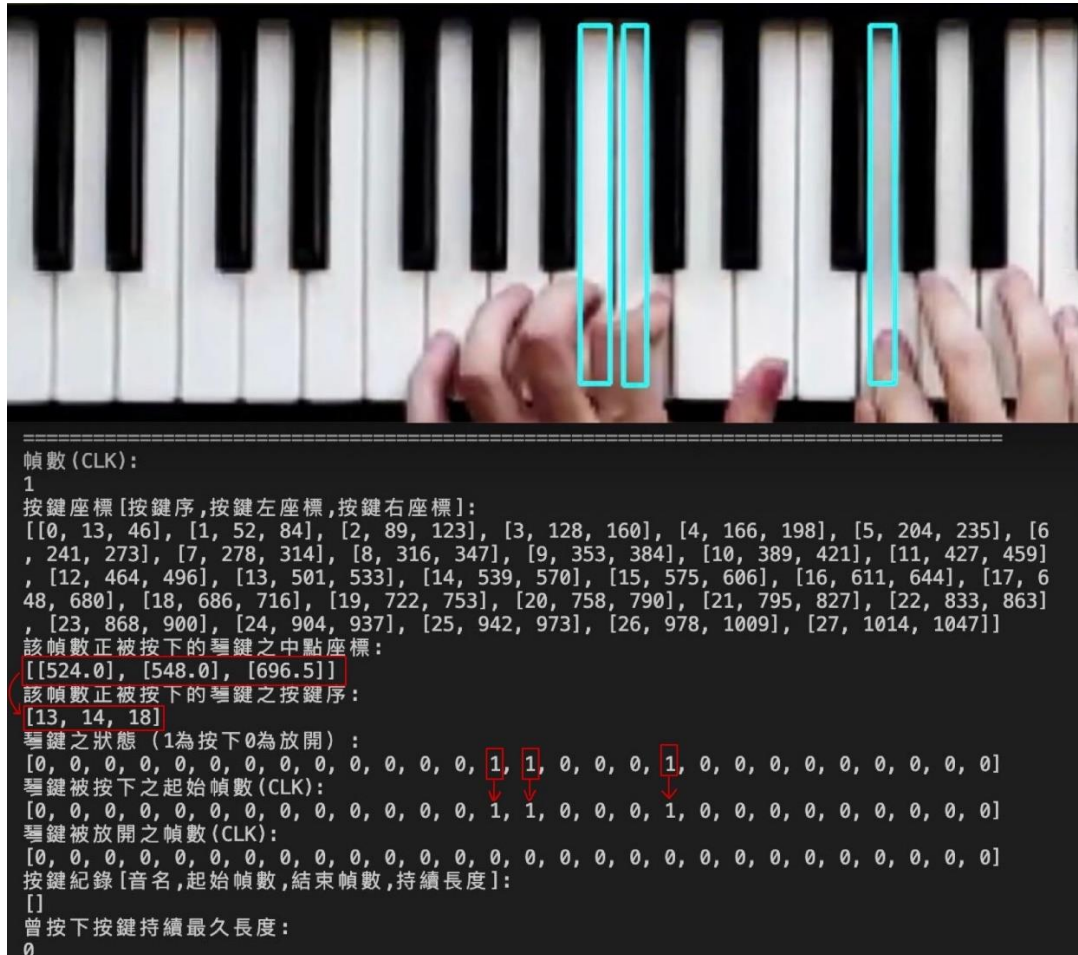 ================================================================================
幀數(CLK):
1
按鍵座標[按鍵序,按鍵左座標,按鍵右座標]:
[[0, 13, 46], [1, 52, 84], [2, 89, 123], [3, 128, 160], [4, 166, 198], [5, 204, 235], [6
, 241, 273], [7, 278, 314], [8, 316, 347], [9, 353, 384], [10, 389, 421], [11, 427, 459]
, [12, 464, 496], [13, 501, 533], [14, 539, 570], [15, 575, 606], [16, 611, 644], [17, 6
48, 680], [18, 686, 716], [19, 722, 753], [20, 758, 790], [21, 795, 827], [22, 833, 863]
, [23, 868, 900], [24, 904, 937], [25, 942, 973], [26, 978, 1009], [27, 1014, 1047]]
該幀數正被按下的琴鍵之中點座標:
[[524.0], [548.0], [696.5]]
該幀數正被按下的琴鍵之按鍵序:
[13, 14, 18]
琴鍵之狀態 (1為按下0為放開) :
[0, 0, 0, 0, 0, 0, 0, 0, 0, 0, 0, 0, 0, 1, 1, 0, 0, 0, 1, 0, 0, 0, 0, 0, 0, 0, 0, 0]
琴鍵被按下之起始幀數(CLK):
[0, 0, 0, 0, 0, 0, 0, 0, 0, 0, 0, 0, 0, 1, 1, 0, 0, 0, 1, 0, 0, 0, 0, 0, 0, 0, 0, 0]
琴鍵被放開之幀數(CLK):
[0, 0, 0, 0, 0, 0, 0, 0, 0, 0, 0, 0, 0, 0, 0, 0, 0, 0, 0, 0, 0, 0, 0, 0, 0, 0, 0, 0]
按鍵紀錄[音名,起始幀數,結束幀數,持續長度]:
[]
曾按下按鍵持續最久長度:
0